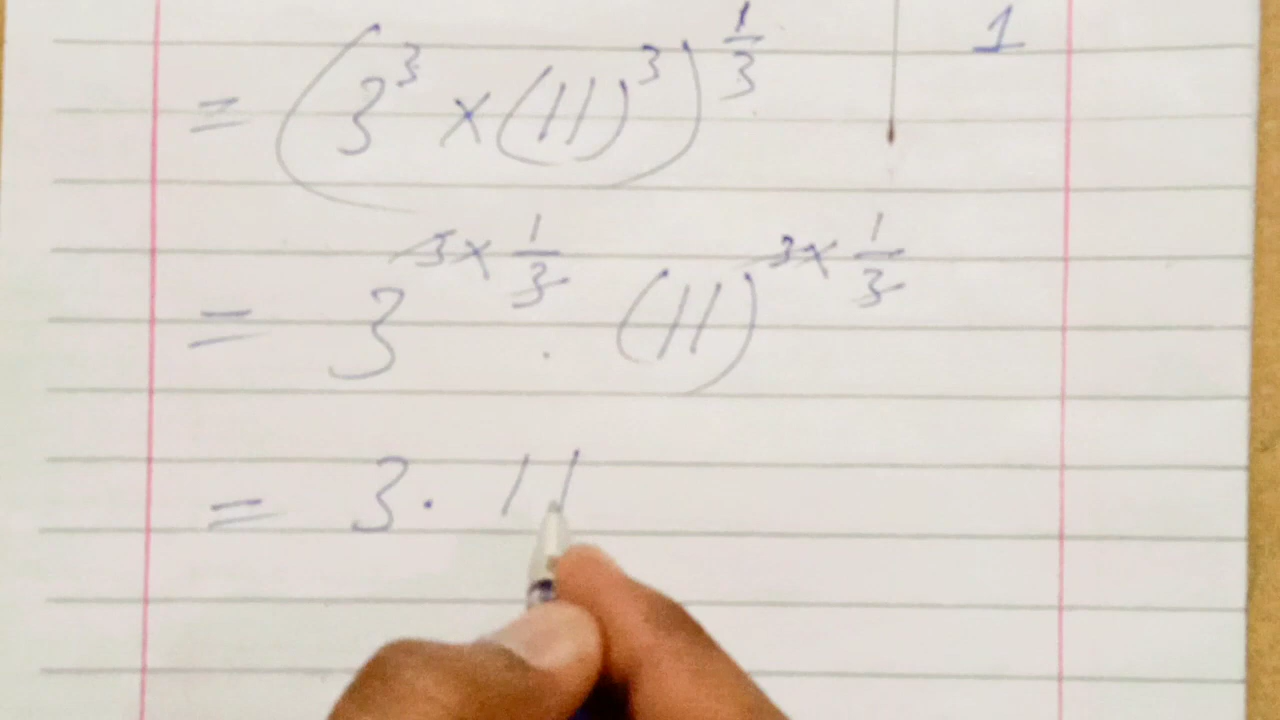 = (3³ × (11)³)^(1/3) 1
= 3^(3 × 1/3) . (11)^(3 × 1/3)
= 3 . 11